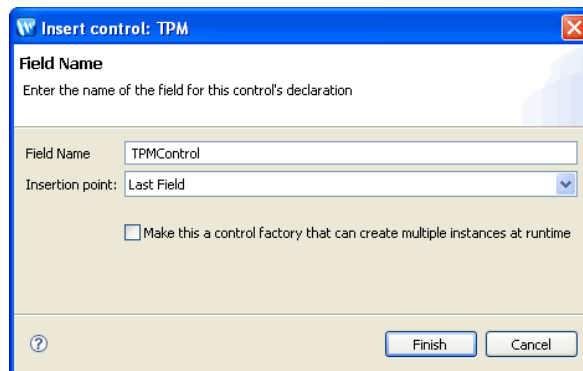 Insert control: TPM
Field Name
Enter the name of the field for this control's declaration
Field Name TPMControl
Insertion point: Last Field
Make this a control factory that can create multiple instances at runtime
? Finish Cancel